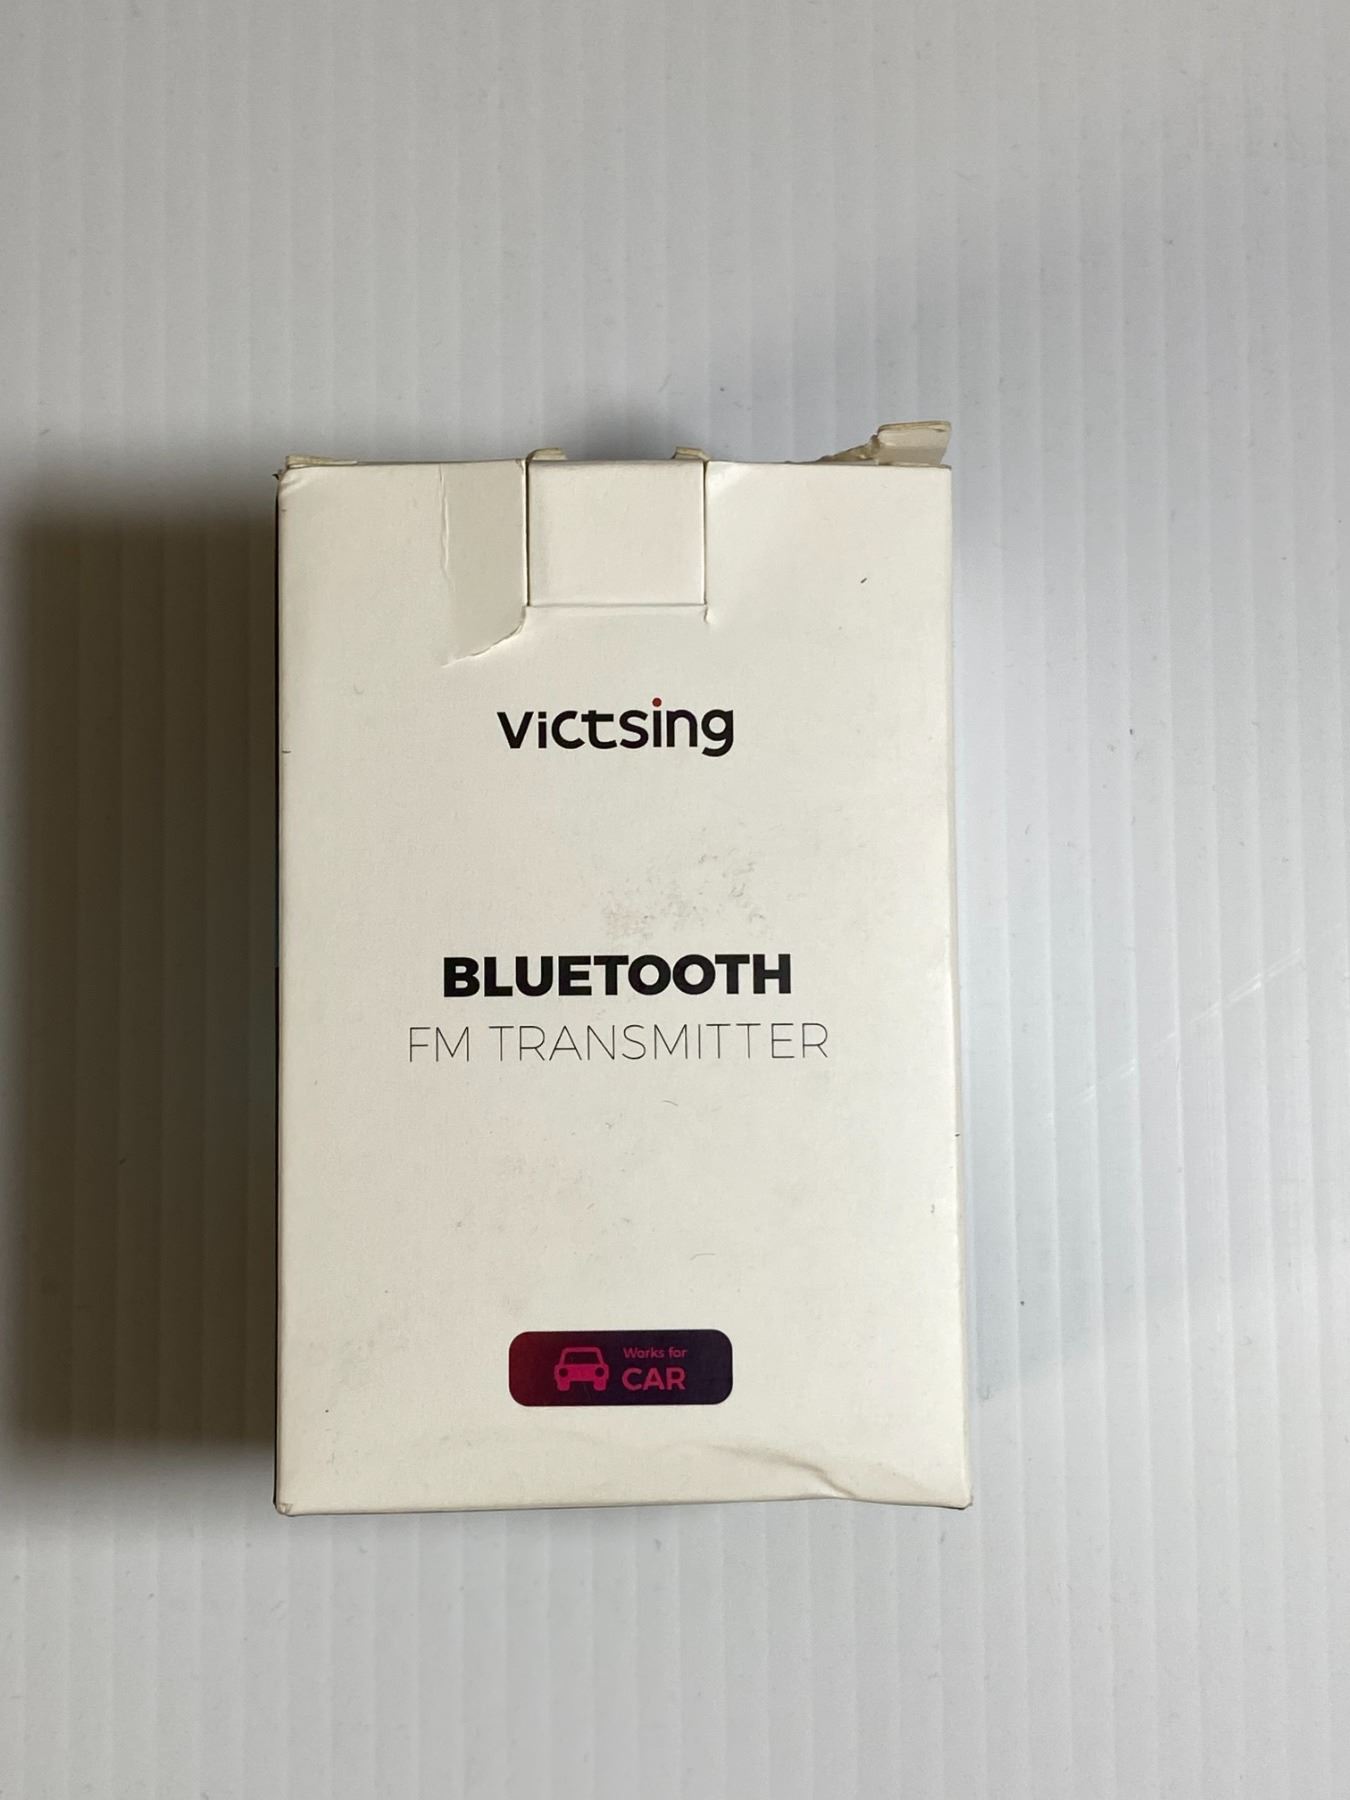 Victsing
BLUETOOTH
FM TRANSMITTER
Works for
CAR